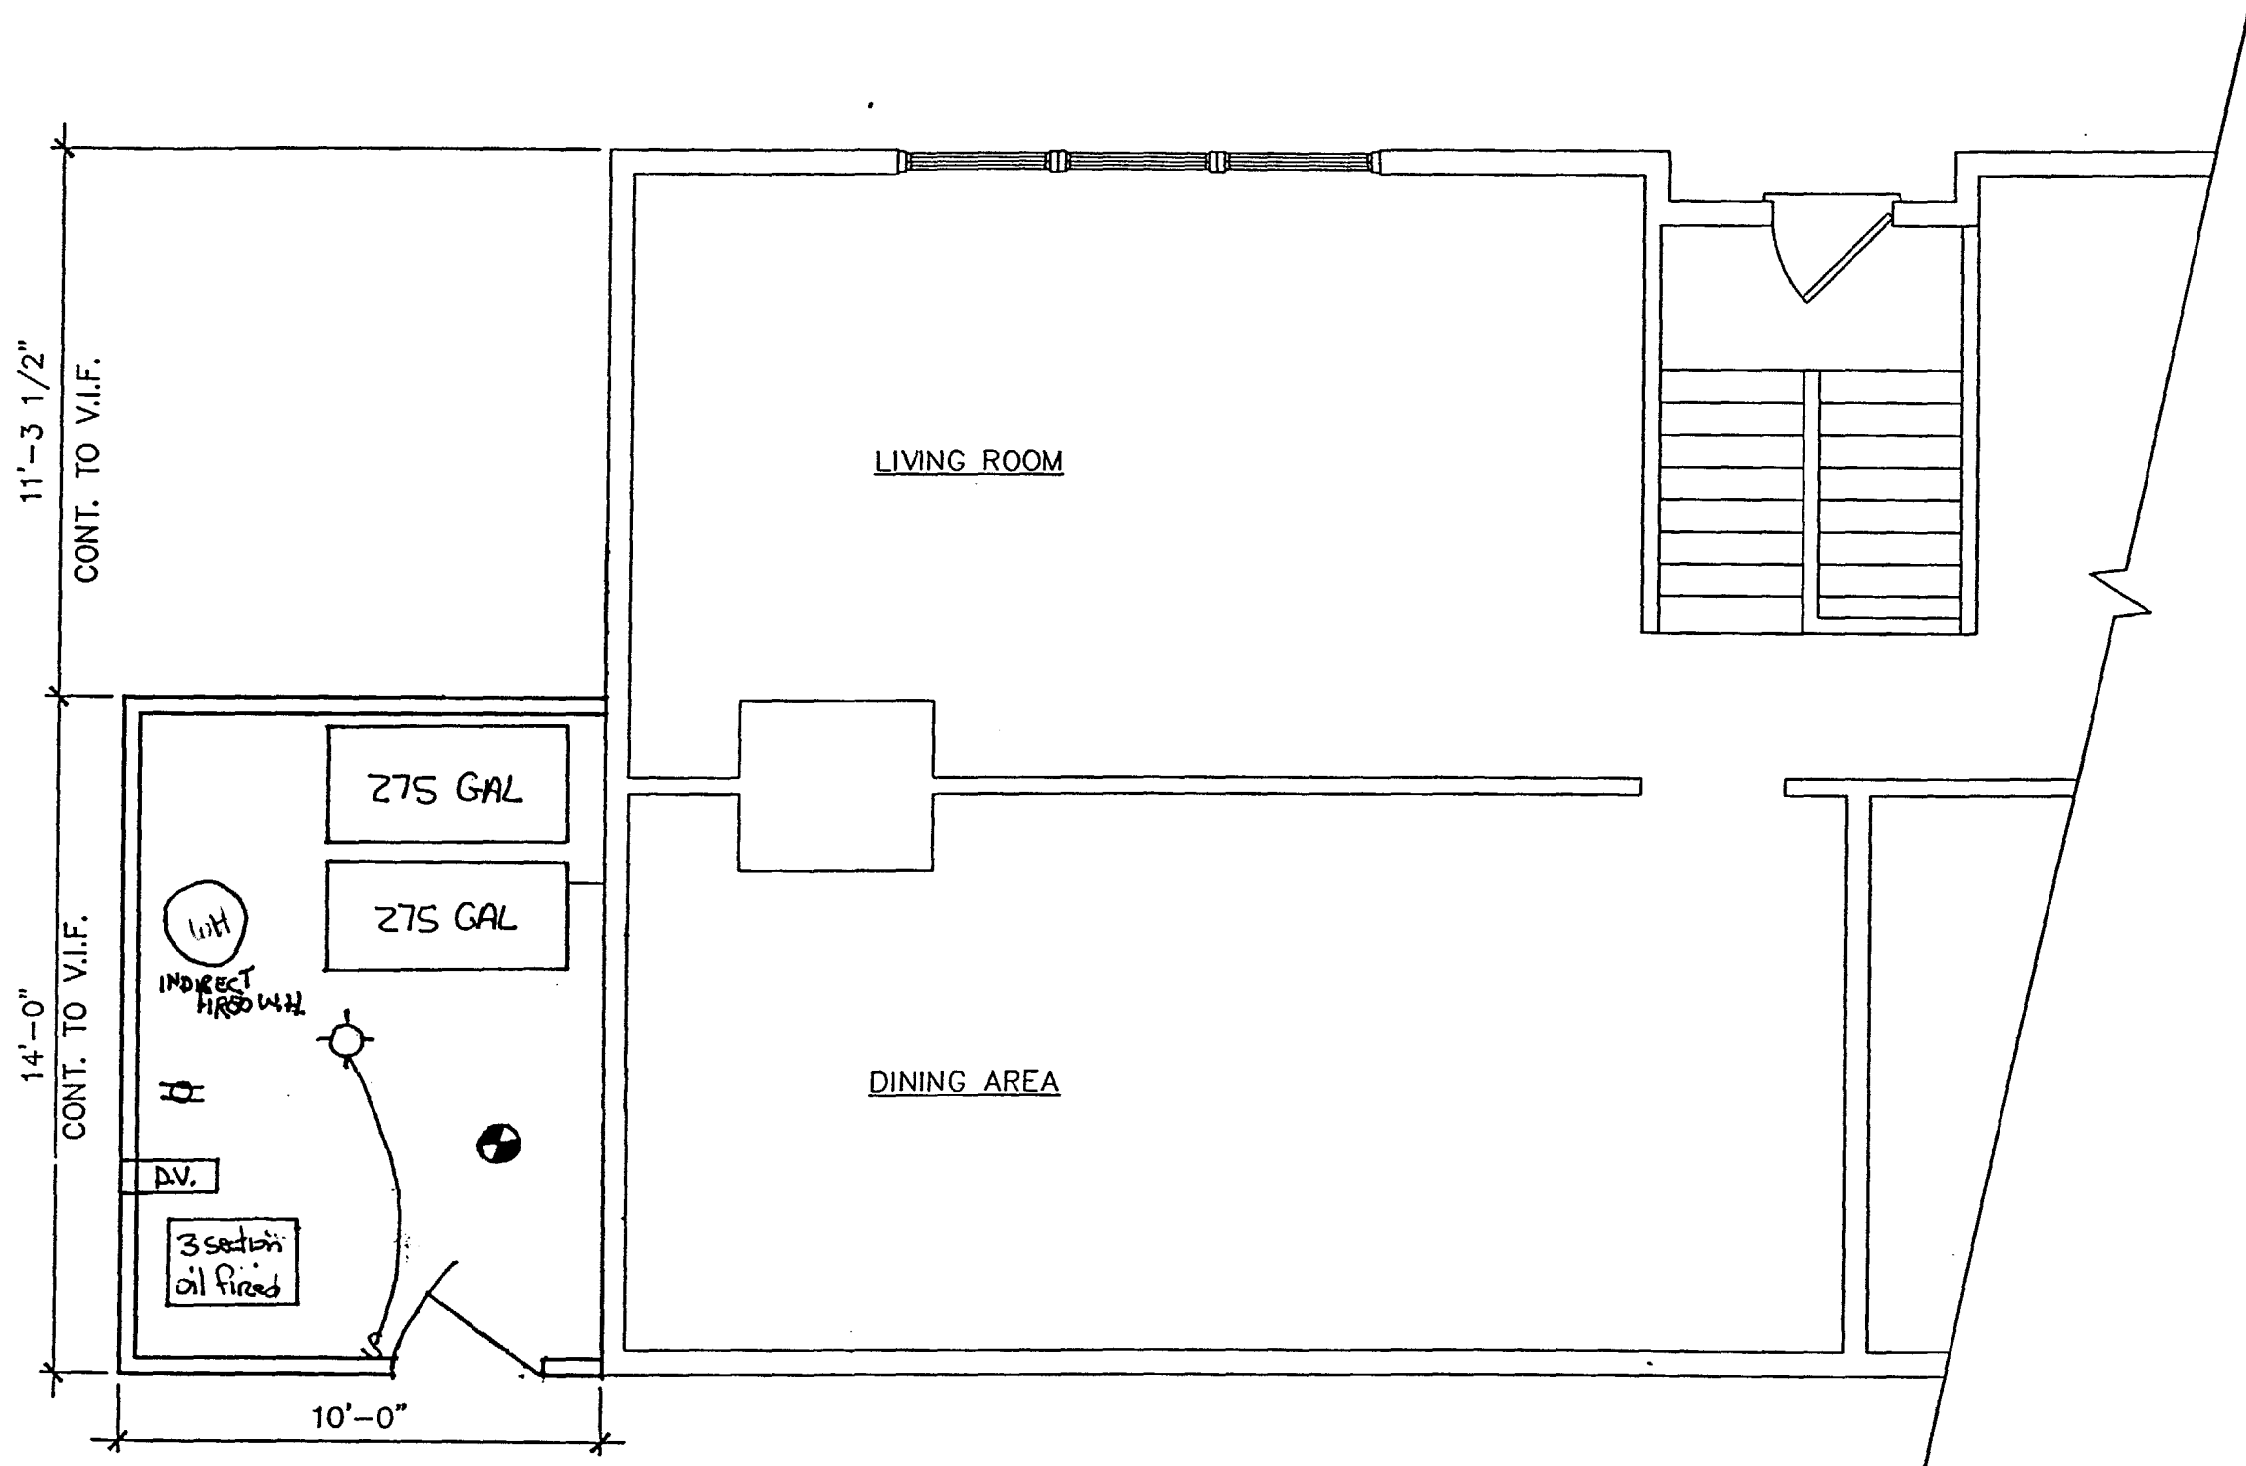 11'-3 1/2"
CONT. TO V.I.F.
LIVING ROOM
275 GAL
275 GAL
WH
INDIRECT
FIRED W.H.
14'-0"
CONT. TO V.I.F.
DINING AREA
D.V.
3 section
oil fired
10'-0"